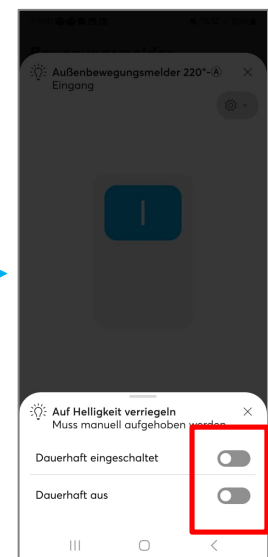 Außenbewegungsmelder 220°-Ⓐ
Eingang
Auf Helligkeit verriegeln
Muss manuell aufgehoben werden
Dauerhaft eingeschaltet
Dauerhaft aus